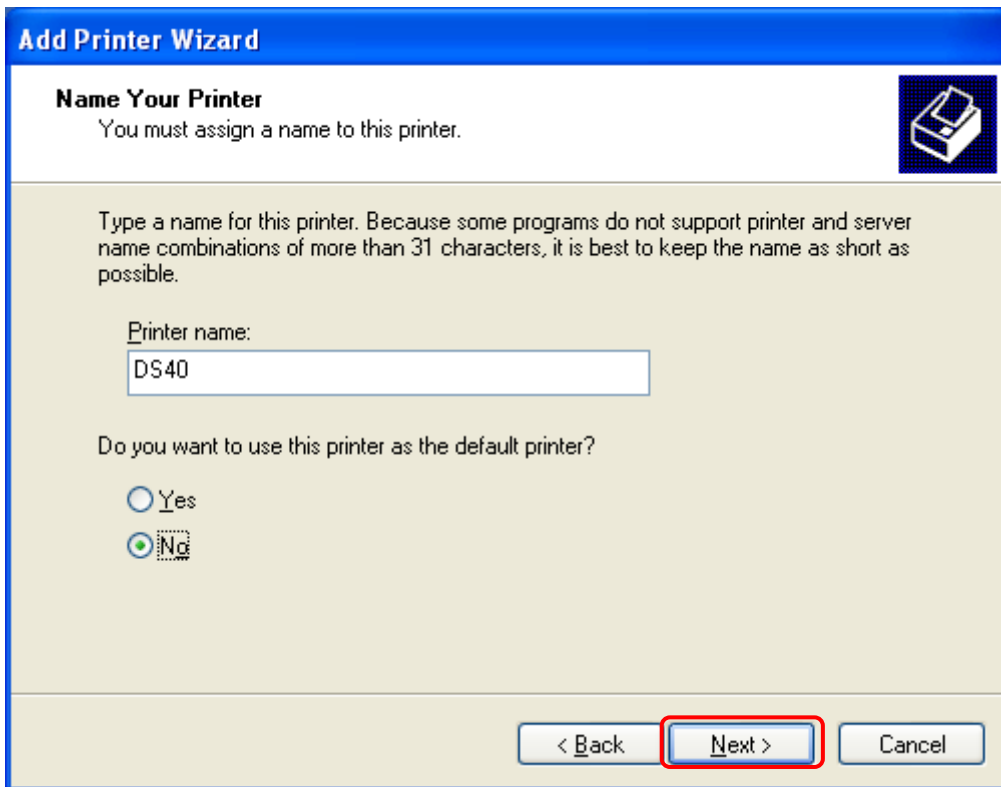 Add Printer Wizard
Name Your Printer
You must assign a name to this printer.
Type a name for this printer. Because some programs do not support printer and server
name combinations of more than 31 characters, it is best to keep the name as short as
possible.
Printer name:
DS40
Do you want to use this printer as the default printer?
Yes
No
< Back Next > Cancel